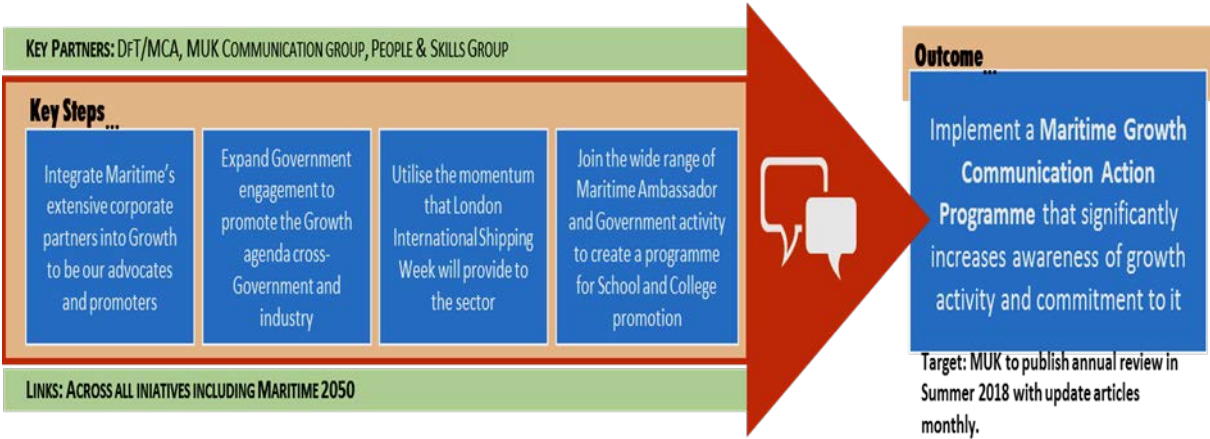 KEY PARTNERS: DFT/MCA, MUK COMMUNICATION GROUP, PEOPLE & SKILLS GROUP
Key Steps...
Integrate Maritime's
extensive corporate
partners into Growth
to be our advocates
and promoters
Expand Government
engagement to
promote the Growth
agenda cross-
Government and
industry
Utilise the momentum
that London
International Shipping
Week will provide to
the sector
Join the wide range of
Maritime Ambassador
and Government activity
to create a programme
for School and College
promotion
LINKS: ACROSS ALL INIATIVES INCLUDING MARITIME 2050
Outcome...
Implement a Maritime Growth
Communication Action
Programme that significantly
increases awareness of growth
activity and commitment to it
Target: MUK to publish annual review in
Summer 2018 with update articles
monthly.